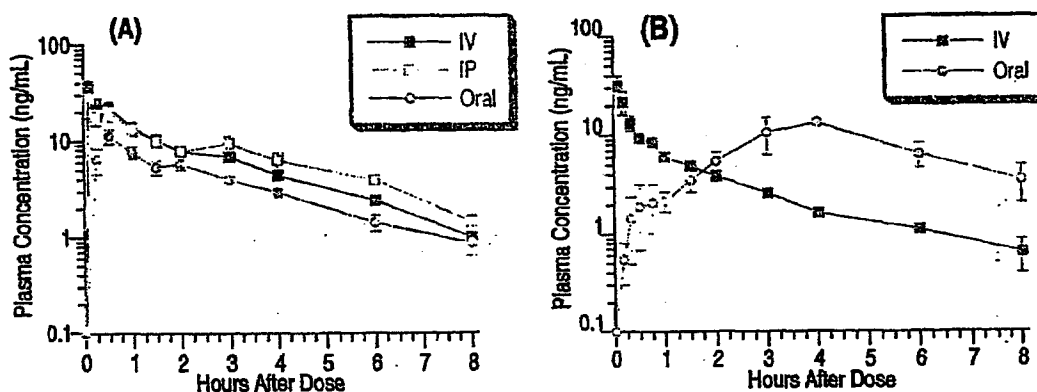 (A)
IV
IP
Oral
Plasma Concentration (ng/mL)
100
10
1
0.1
0 1 2 3 4 5 6 7 8
Hours After Dose
(B)
IV
Oral
Plasma Concentration (ng/mL)
100
10
1
0.1
0 1 2 3 4 5 6 7 8
Hours After Dose